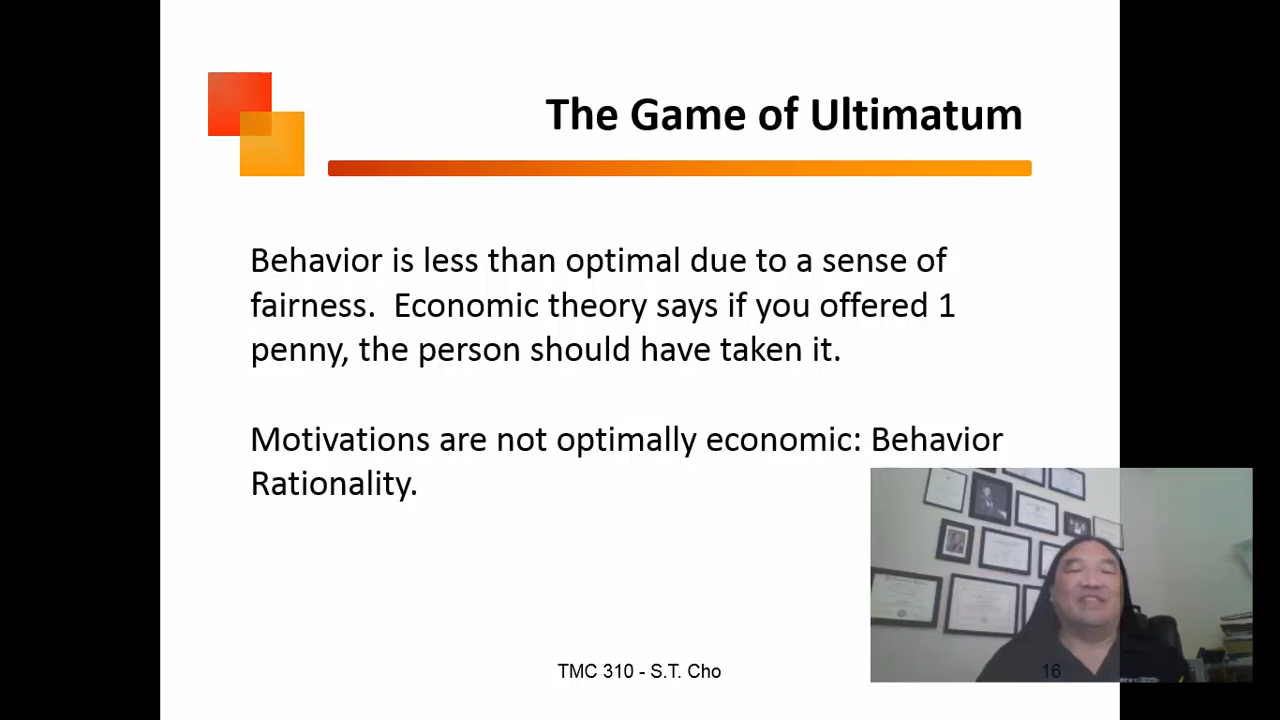 The Game of Ultimatum
Behavior is less than optimal due to a sense of
fairness.  Economic theory says if you offered 1
penny, the person should have taken it.
Motivations are not optimally economic: Behavior
Rationality.
TMC 310 - S.T. Cho
16